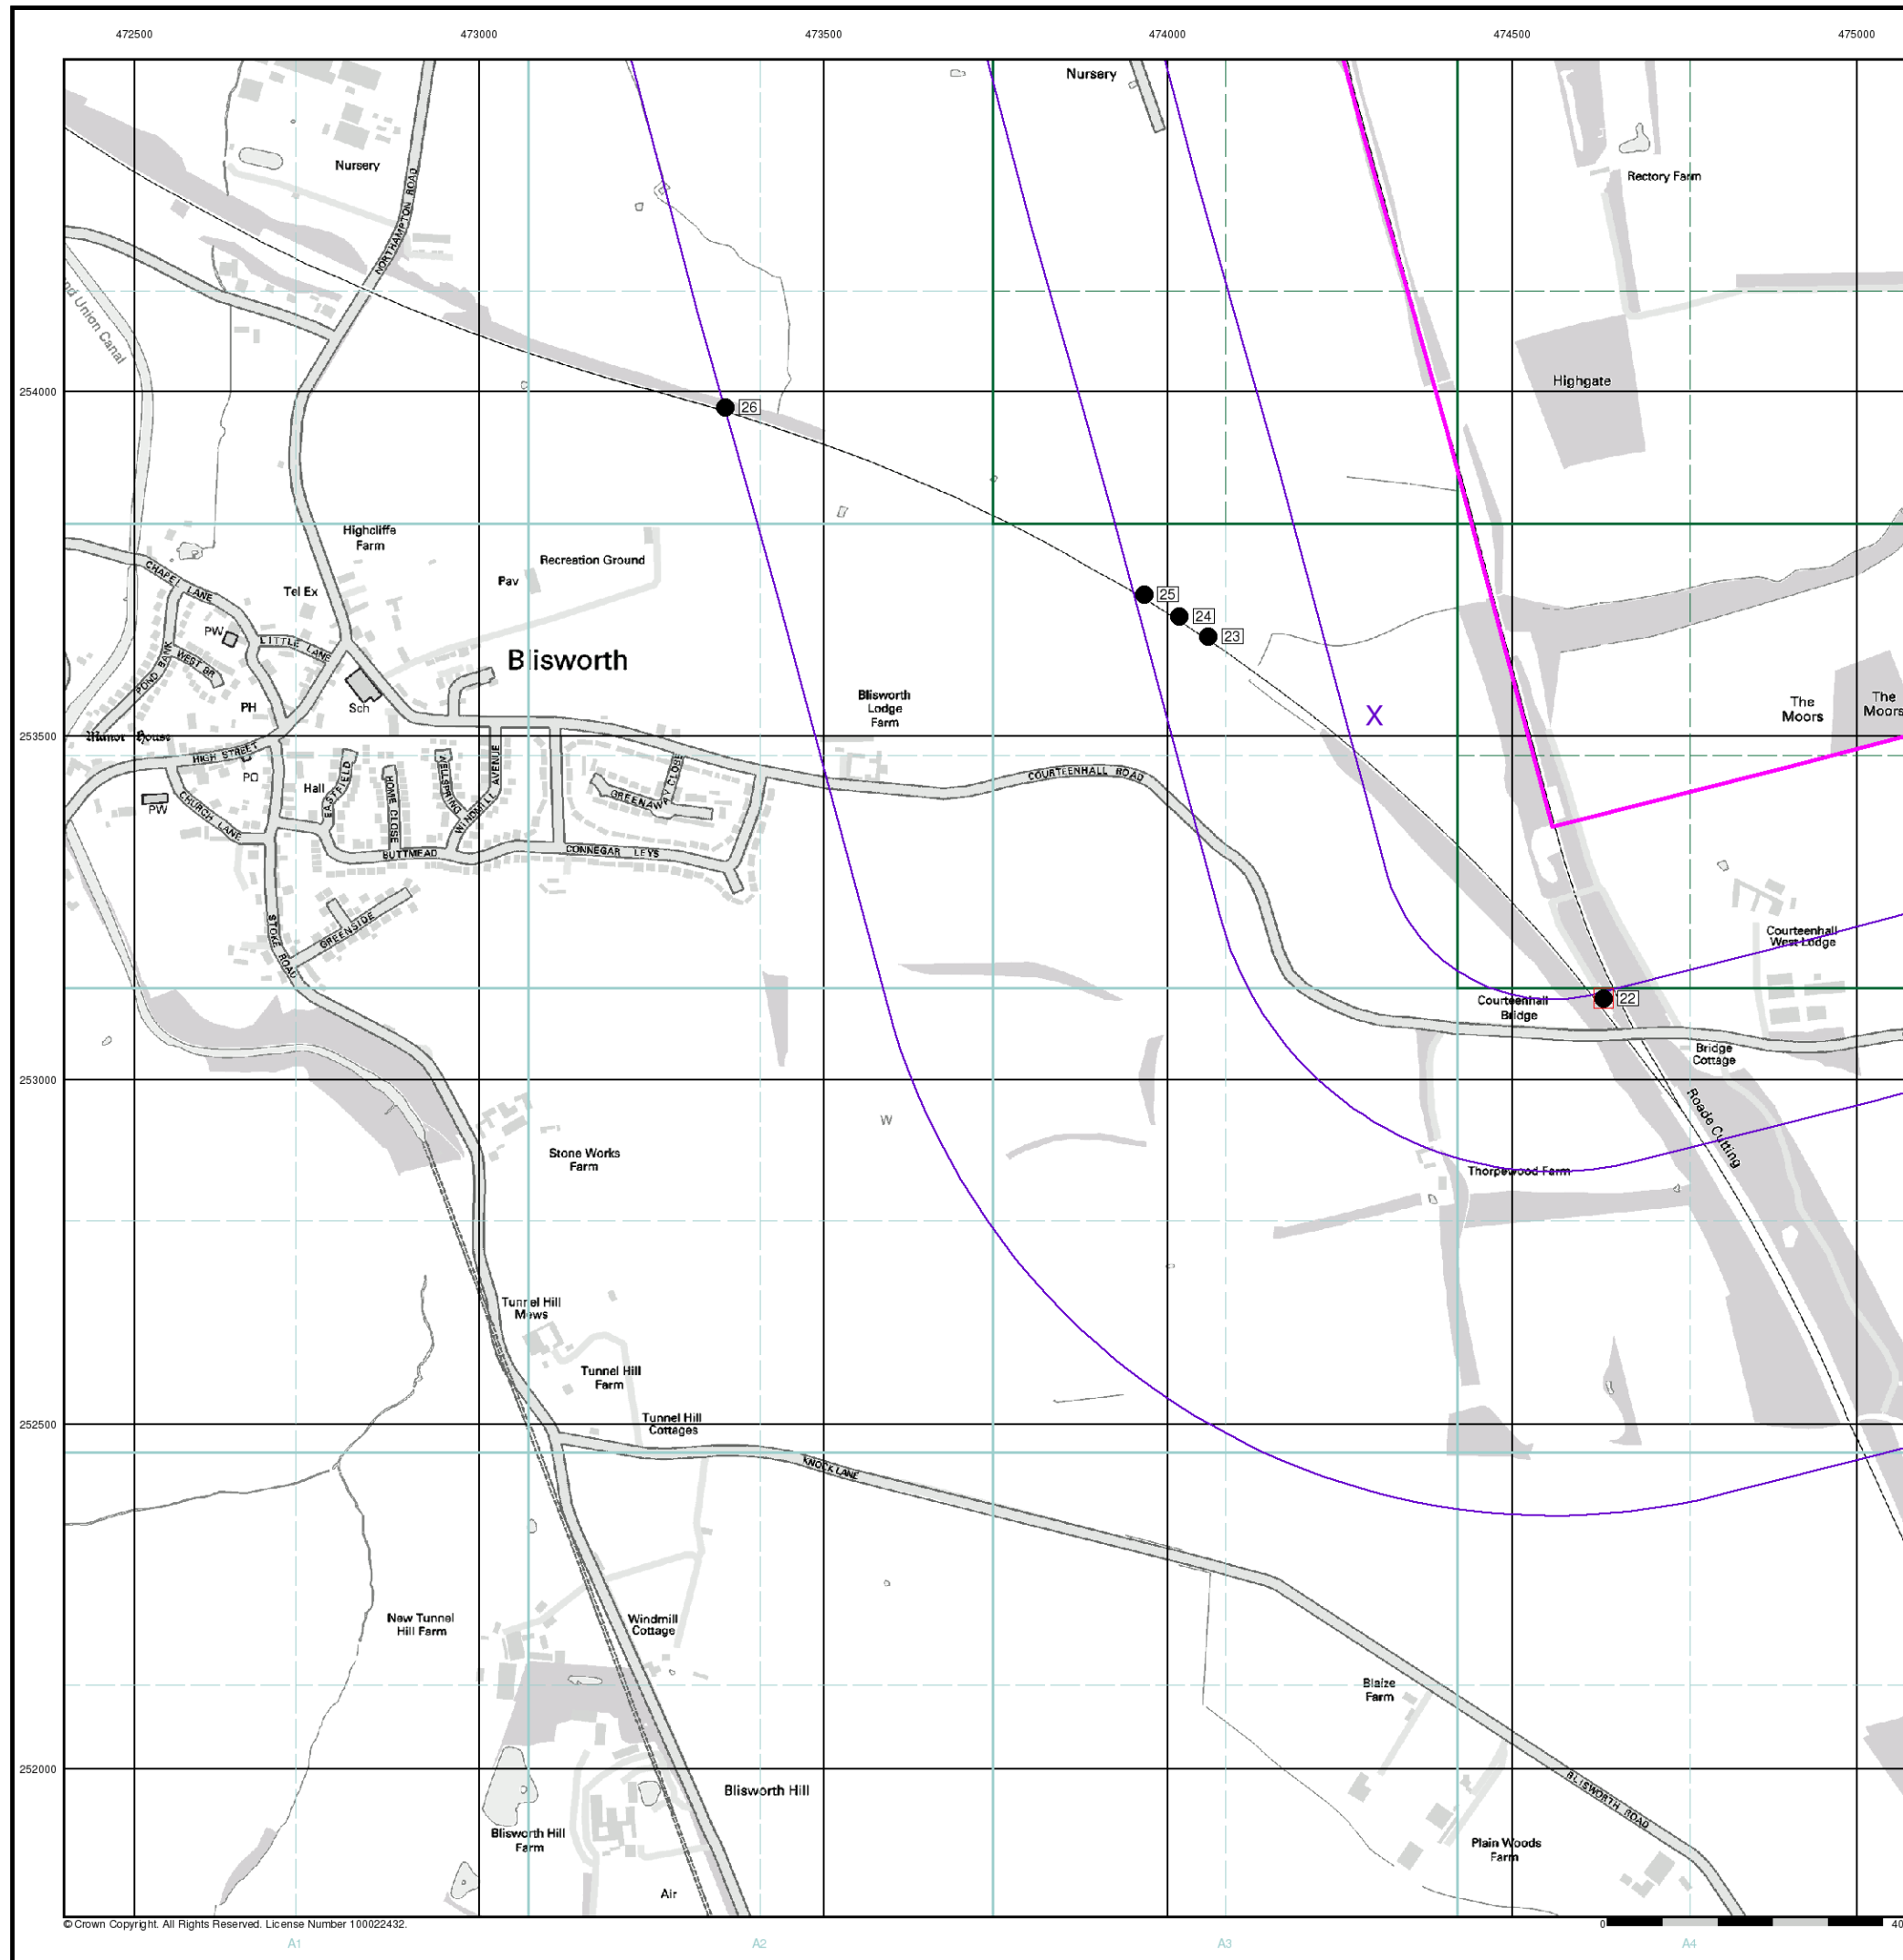 472500 473000 473500 474000 474500 475000
Nursery
Nursery
NORTHAMPTON ROAD
Rectory Farm
nd Union Canal
254000
Highgate
26
Highcliffe
Farm
Recreation Ground
Pav
CHAPEL LANE
Tel Ex
25
24
23
PW
LITTLE LANE
WEST GR
POND BANK
Blisworth
PH
Sch
Blisworth
Lodge
Farm
X
The
Moors
The
Moors
253500
Manor House
HIGH STREET
PO
Hall
EASTFIELD
HOME CLOSE
WELLSPRING
WINDMILL AVENUE
GREENAWAY CLOSE
COURTEENHALL ROAD
PW
CHURCH LANE
BUTTMEAD
CONNEGAR LEYS
STOKE ROAD
GREENSIDE
Courteenhall
West Lodge
Courteenhall
Bridge
22
Bridge
Cottage
253000
W
Roade Cutting
Stone Works
Farm
Thorpewood Farm
Tunnel Hill
Mews
Tunnel Hill
Farm
Tunnel Hill
Cottages
252500
KNOCK LANE
New Tunnel
Hill Farm
Windmill
Cottage
Blaize
Farm
252000
Blisworth Hill
BLISWORTH ROAD
Blisworth Hill
Farm
Plain Woods
Farm
Air
© Crown Copyright. All Rights Reserved. License Number 100022432.
0 40
A1 A2 A3 A4